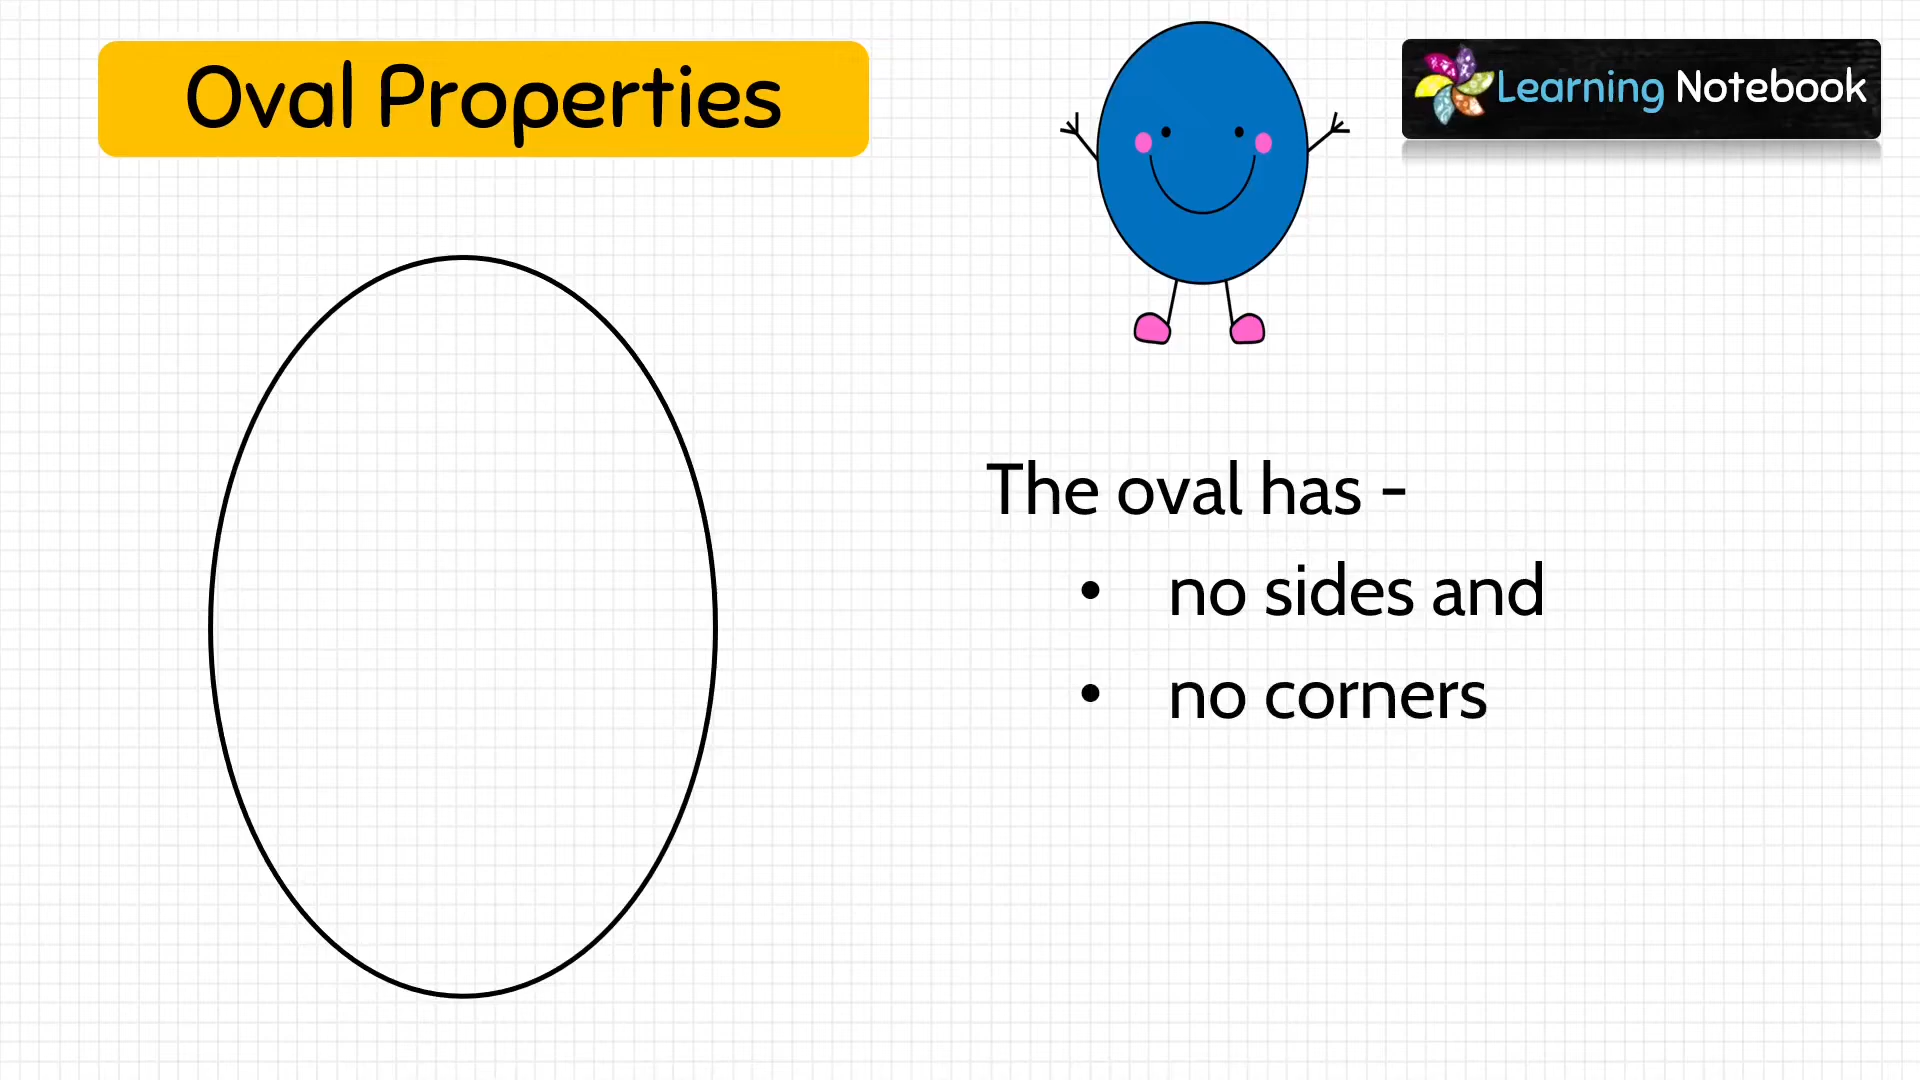 Oval Properties
Learning Notebook
The oval has -
• no sides and
• no corners